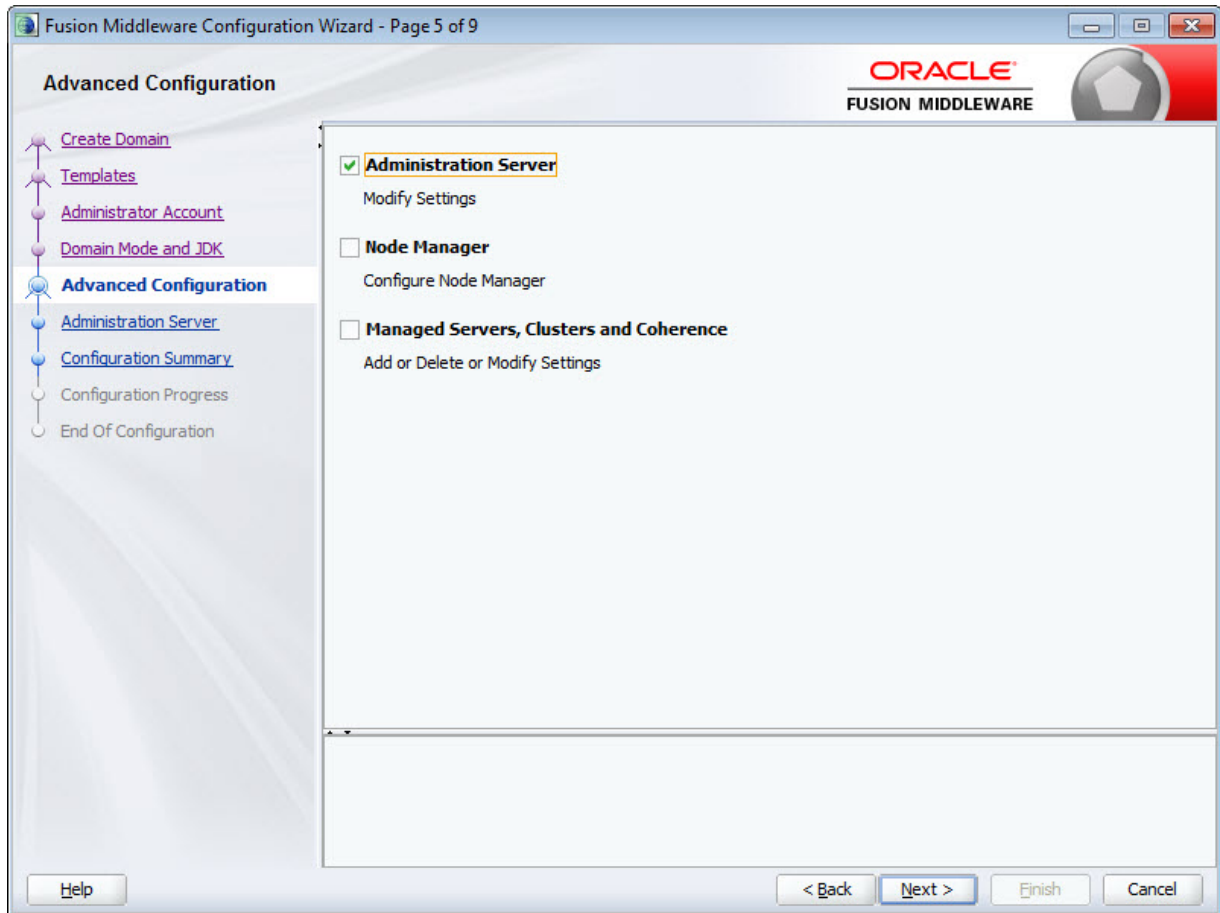 Fusion Middleware Configuration Wizard - Page 5 of 9
Advanced Configuration
ORACLE
FUSION MIDDLEWARE
Create Domain
Templates
Administrator Account
Domain Mode and JDK
Advanced Configuration
Administration Server
Configuration Summary
Configuration Progress
End Of Configuration
Administration Server
Modify Settings
Node Manager
Configure Node Manager
Managed Servers, Clusters and Coherence
Add or Delete or Modify Settings
Help
< Back
Next >
Finish
Cancel